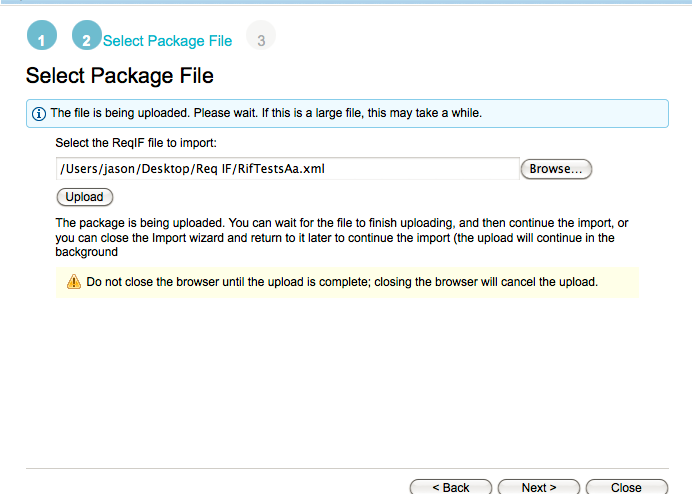 1 2 Select Package File 3
Select Package File
The file is being uploaded. Please wait. If this is a large file, this may take a while.
Select the ReqIF file to import:
/Users/jason/Desktop/Req IF/RifTestsAa.xml Browse...
Upload
The package is being uploaded. You can wait for the file to finish uploading, and then continue the import, or
you can close the Import wizard and return to it later to continue the import (the upload will continue in the
background
Do not close the browser until the upload is complete; closing the browser will cancel the upload.
< Back Next > Close